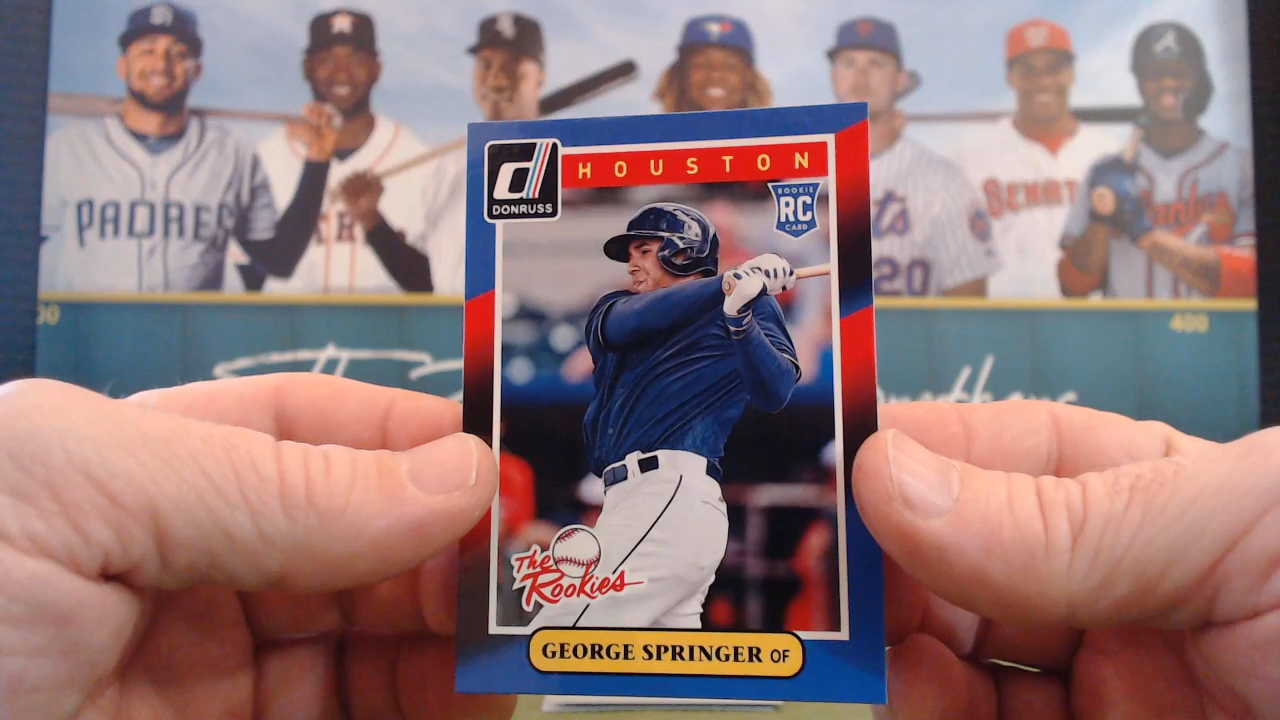 PADRES
DONRUSS
HOUSTON
ROOKIE
RC
CARD
20
400
The
Rookies
GEORGE SPRINGER OF